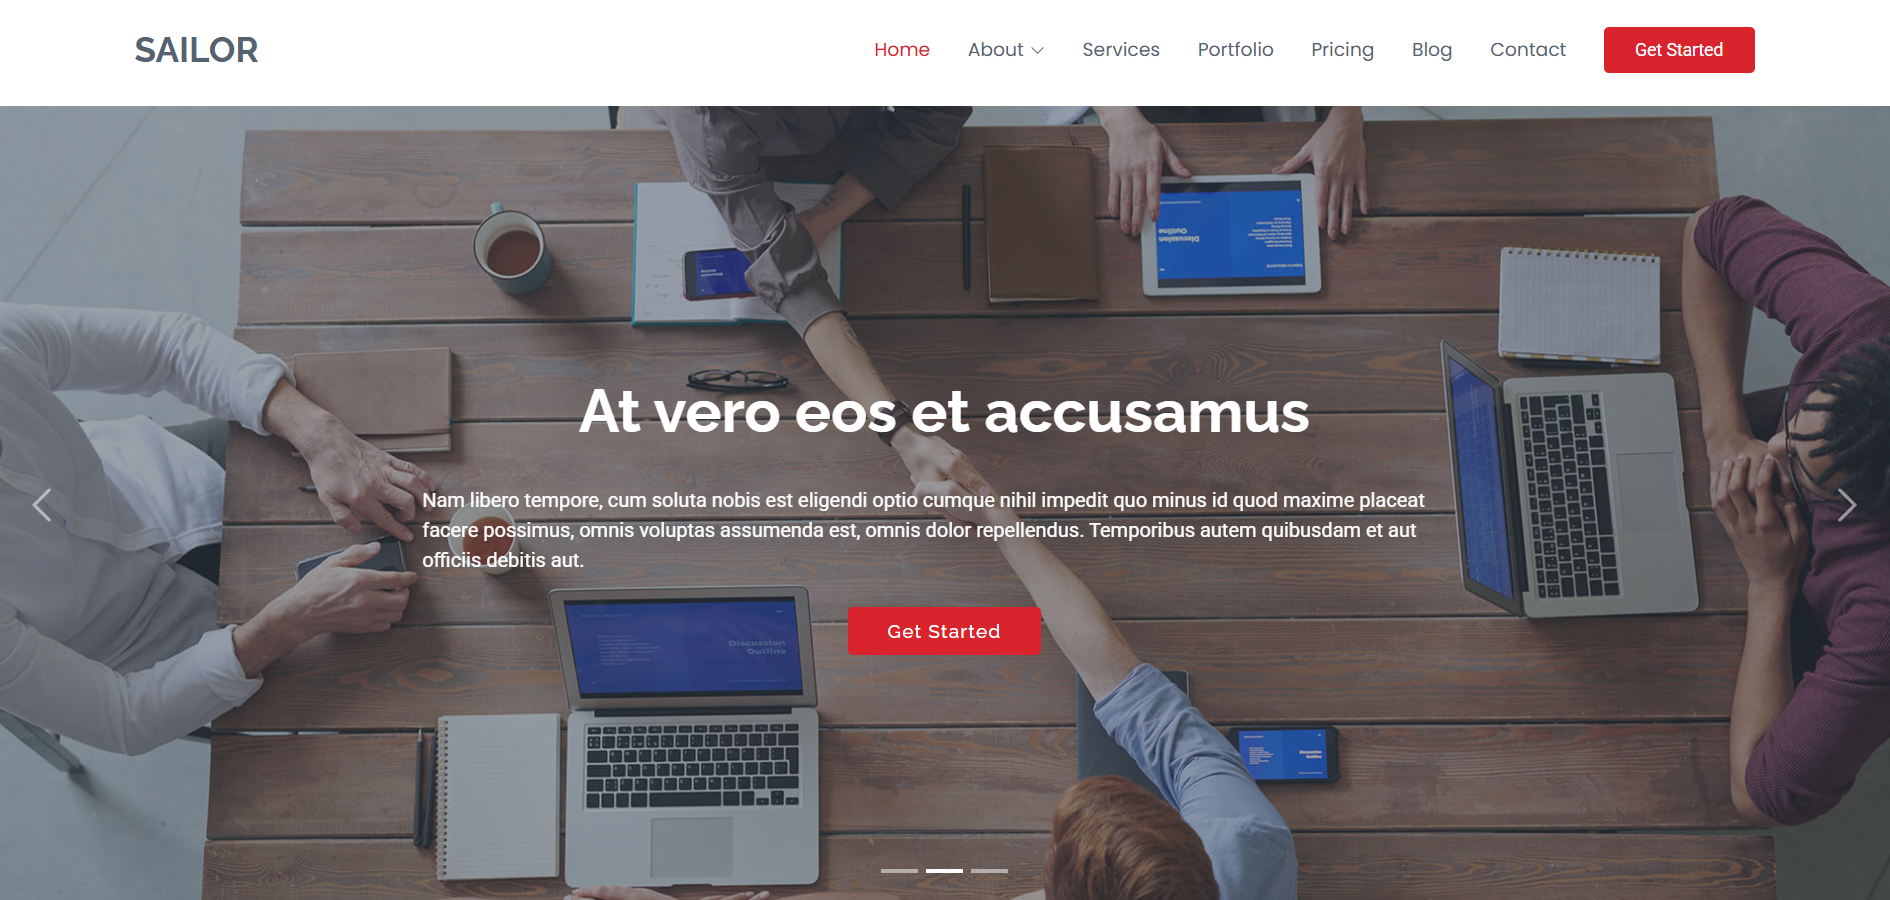 SAILOR
Home About Services Portfolio Pricing Blog Contact Get Started
Discussion
Outline
At vero eos et accusamus
Nam libero tempore, cum soluta nobis est eligendi optio cumque nihil impedit quo minus id quod maxime placeat
facere possimus, omnis voluptas assumenda est, omnis dolor repellendus. Temporibus autem quibusdam et aut
officiis debitis aut.
Get Started
Discussion
Outline
Discussion
Outline